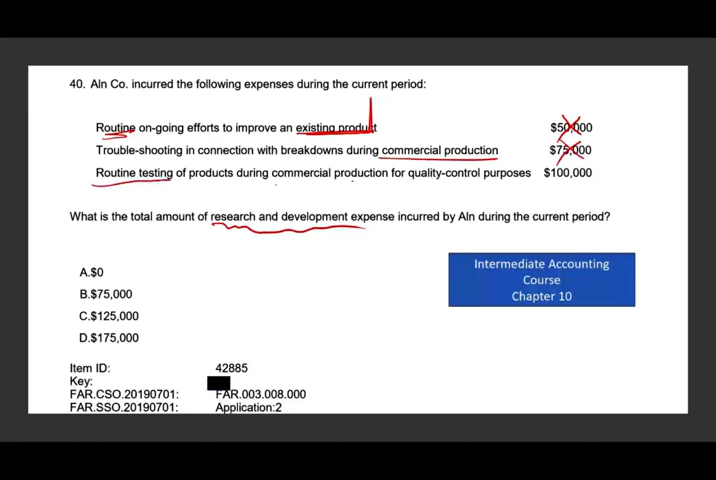 40. Aln Co. incurred the following expenses during the current period:
Routine on-going efforts to improve an existing product $50,000
Trouble-shooting in connection with breakdowns during commercial production $75,000
Routine testing of products during commercial production for quality-control purposes $100,000
What is the total amount of research and development expense incurred by Aln during the current period?
Intermediate Accounting
Course
Chapter 10
A.$0
B.$75,000
C.$125,000
D.$175,000
Item ID: 42885
Key:
FAR.CSO.20190701: FAR.003.008.000
FAR.SSO.20190701: Application:2